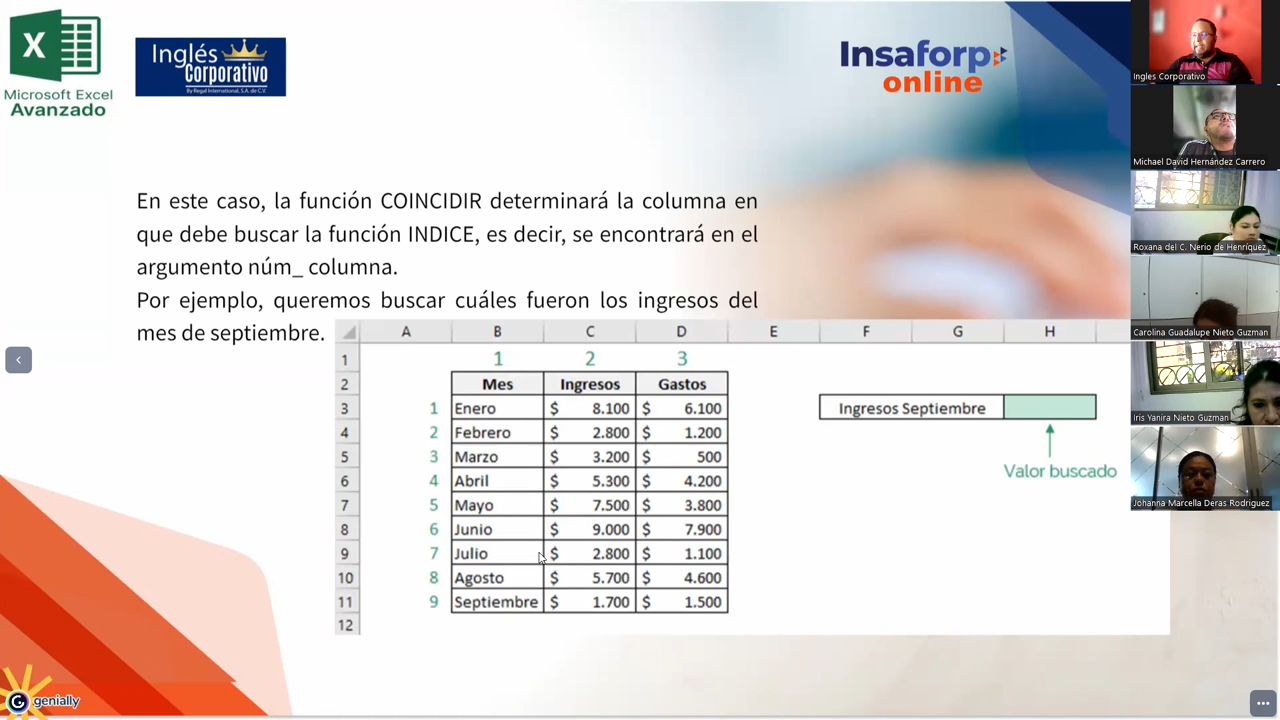 Microsoft Excel
Avanzado
Inglés
Corporativo
By Regal International, S.A. de C.V.
Insaforp
online
En este caso, la función COINCIDIR determinará la columna en
que debe buscar la función INDICE, es decir, se encontrará en el
argumento núm_ columna.
Por ejemplo, queremos buscar cuáles fueron los ingresos del
mes de septiembre.
A B C D E F G H
1 1 2 3
2 Mes Ingresos Gastos
3 1 Enero $ 8.100 $ 6.100 Ingresos Septiembre
4 2 Febrero $ 2.800 $ 1.200
5 3 Marzo $ 3.200 $ 500 Valor buscado
6 4 Abril $ 5.300 $ 4.200
7 5 Mayo $ 7.500 $ 3.800
8 6 Junio $ 9.000 $ 7.900
9 7 Julio $ 2.800 $ 1.100
10 8 Agosto $ 5.700 $ 4.600
11 9 Septiembre $ 1.700 $ 1.500
12
genially
Ingles Corporativo
Michael David Hernández Carrero
Roxana del C. Nerio de Henríquez
Carolina Guadalupe Nieto Guzman
Iris Yanira Nieto Guzman
Johanna Marcella Deras Rodriguez